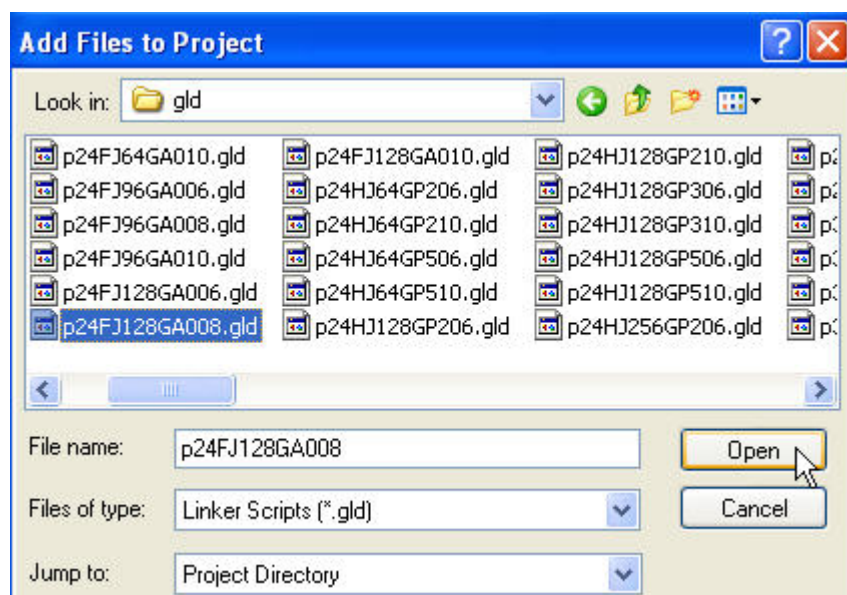 Add Files to Project
Look in: gld
p24FJ64GA010.gld p24FJ128GA010.gld p24HJ128GP210.gld
p24FJ96GA006.gld p24HJ64GP206.gld p24HJ128GP306.gld
p24FJ96GA008.gld p24HJ64GP210.gld p24HJ128GP310.gld
p24FJ96GA010.gld p24HJ64GP506.gld p24HJ128GP506.gld
p24FJ128GA006.gld p24HJ64GP510.gld p24HJ128GP510.gld
p24FJ128GA008.gld p24HJ128GP206.gld p24HJ256GP206.gld
File name: p24FJ128GA008 Open
Files of type: Linker Scripts (*.gld) Cancel
Jump to: Project Directory